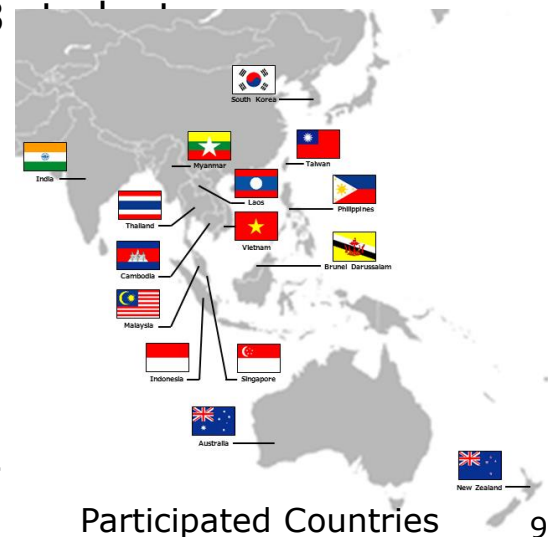 South Korea
Taiwan
Myanmar
India
Laos
Philippines
Thailand
Vietnam
Brunei Darussalam
Cambodia
Malaysia
Indonesia
Singapore
Australia
New Zealand
Participated Countries
9